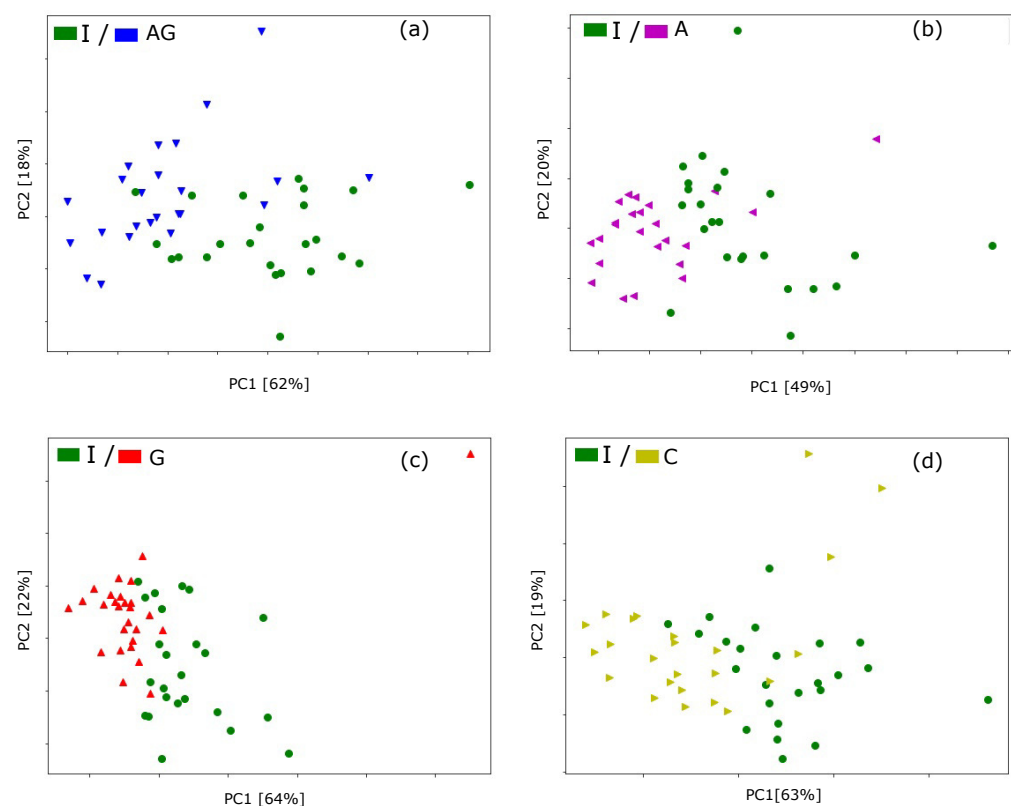 I / AG (a)
PC2 [18%]
PC1 [62%]
I / A (b)
PC2 [20%]
PC1 [49%]
I / G (c)
PC2 [22%]
PC1 [64%]
I / C (d)
PC2 [19%]
PC1[63%]